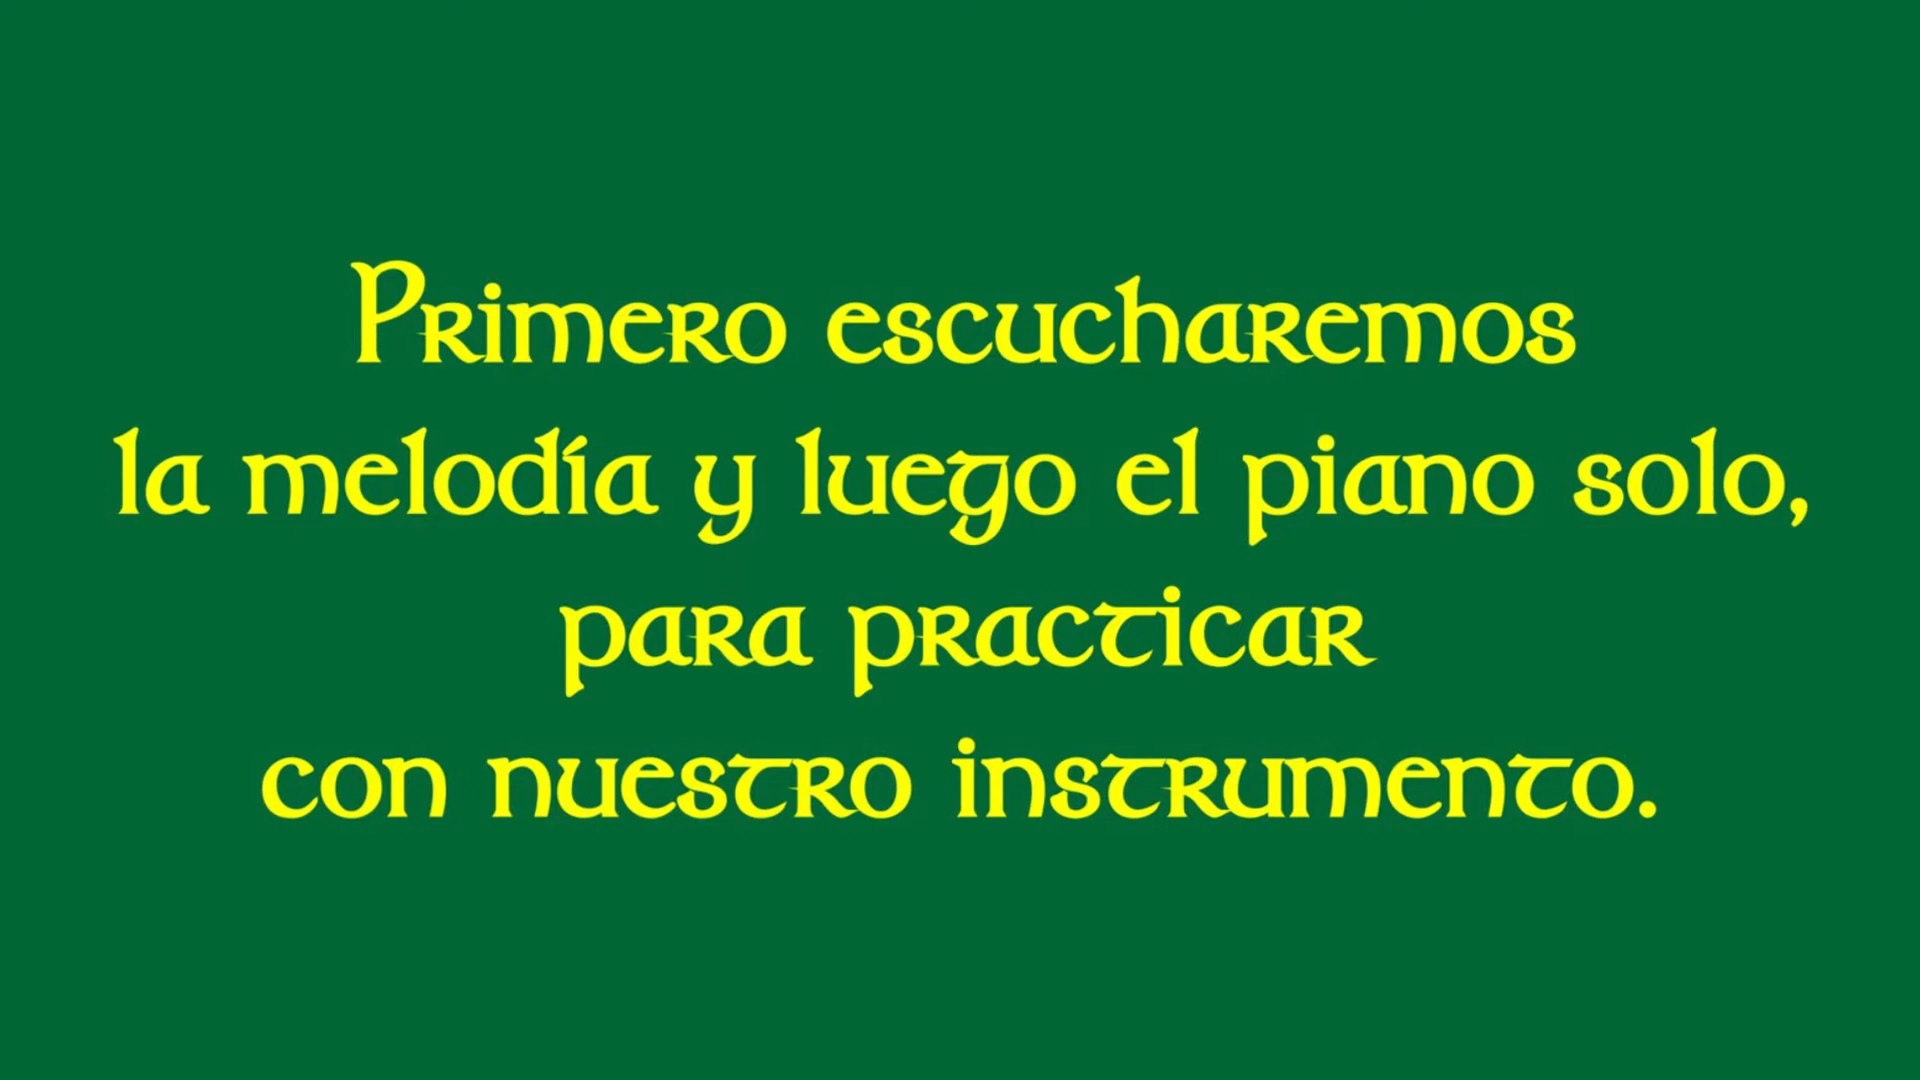 Primero escucharemos
la melodía y luego el piano solo,
para practicar
con nuestro instrumento.